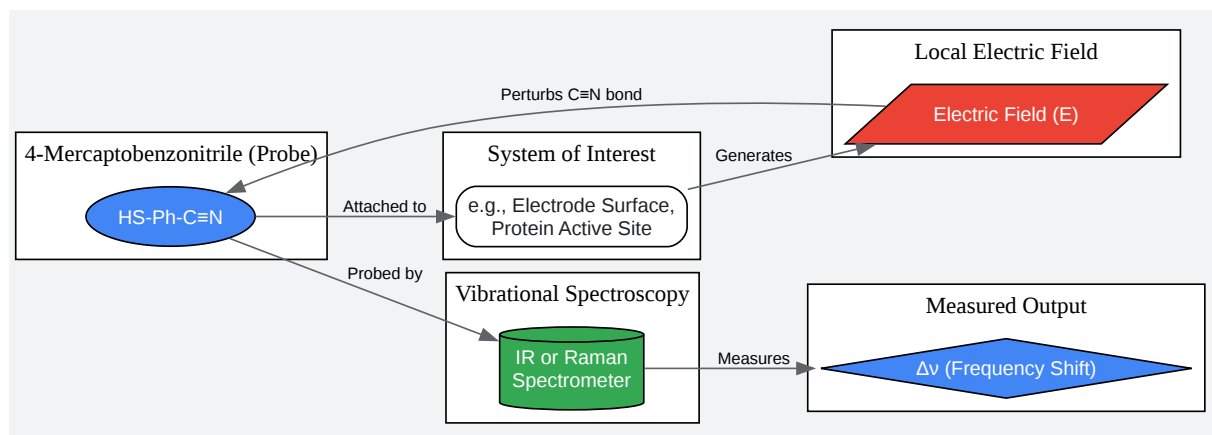 Local Electric Field
Electric Field (E)
Perturbs C≡N bond
4-Mercaptobenzonitrile (Probe)
HS-Ph-C≡N
Attached to
System of Interest
e.g., Electrode Surface,
Protein Active Site
Generates
Probed by
Vibrational Spectroscopy
IR or Raman
Spectrometer
Measures
Measured Output
Δν (Frequency Shift)